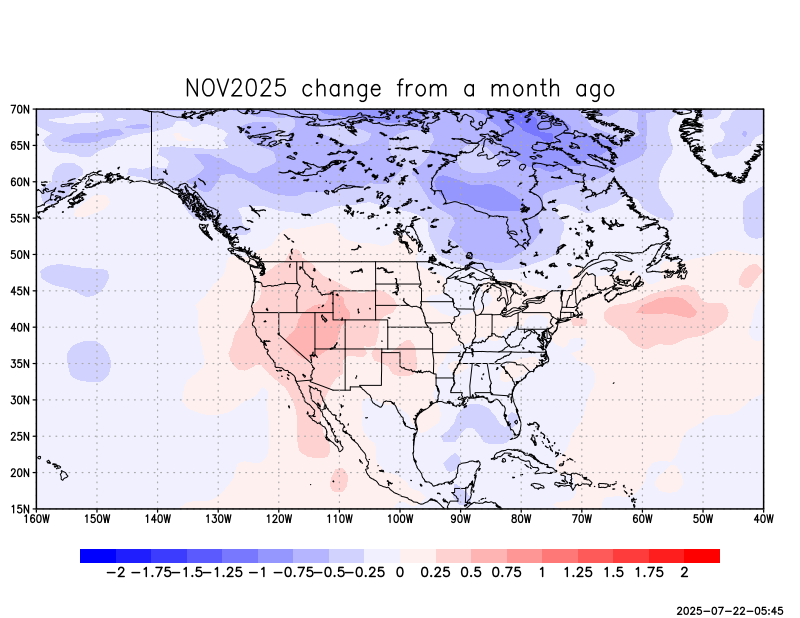 NOV2025 change from a month ago
70N
65N
60N
55N
50N
45N
40N
35N
30N
25N
20N
15N
160W 150W 140W 130W 120W 110W 100W 90W 80W 70W 60W 50W 40W
-2 -1.75 -1.5 -1.25 -1 -0.75 -0.5 -0.25 0 0.25 0.5 0.75 1 1.25 1.5 1.75 2
2025-07-22-05:45